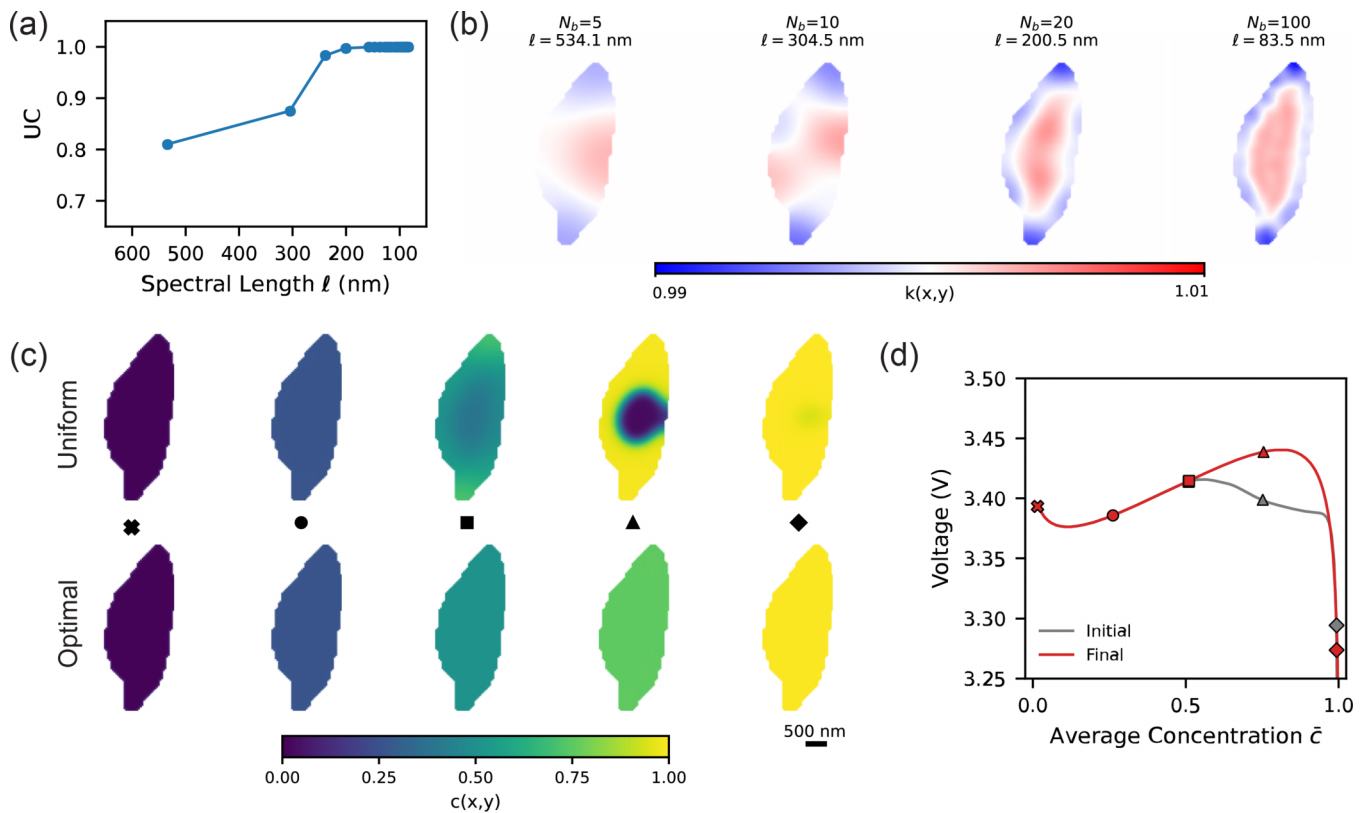 (a)
1.0
0.9
0.8
0.7
UC
600 500 400 300 200 100
Spectral Length ℓ (nm)
(b)
N_b=5
ℓ = 534.1 nm
N_b=10
ℓ = 304.5 nm
N_b=20
ℓ = 200.5 nm
N_b=100
ℓ = 83.5 nm
0.99
k(x,y)
1.01
(c)
Uniform
Optimal
500 nm
0.00 0.25 0.50 0.75 1.00
c(x,y)
(d)
3.50
3.45
3.40
3.35
3.30
3.25
Voltage (V)
Initial
Final
0.0 0.5 1.0
Average Concentration c̄